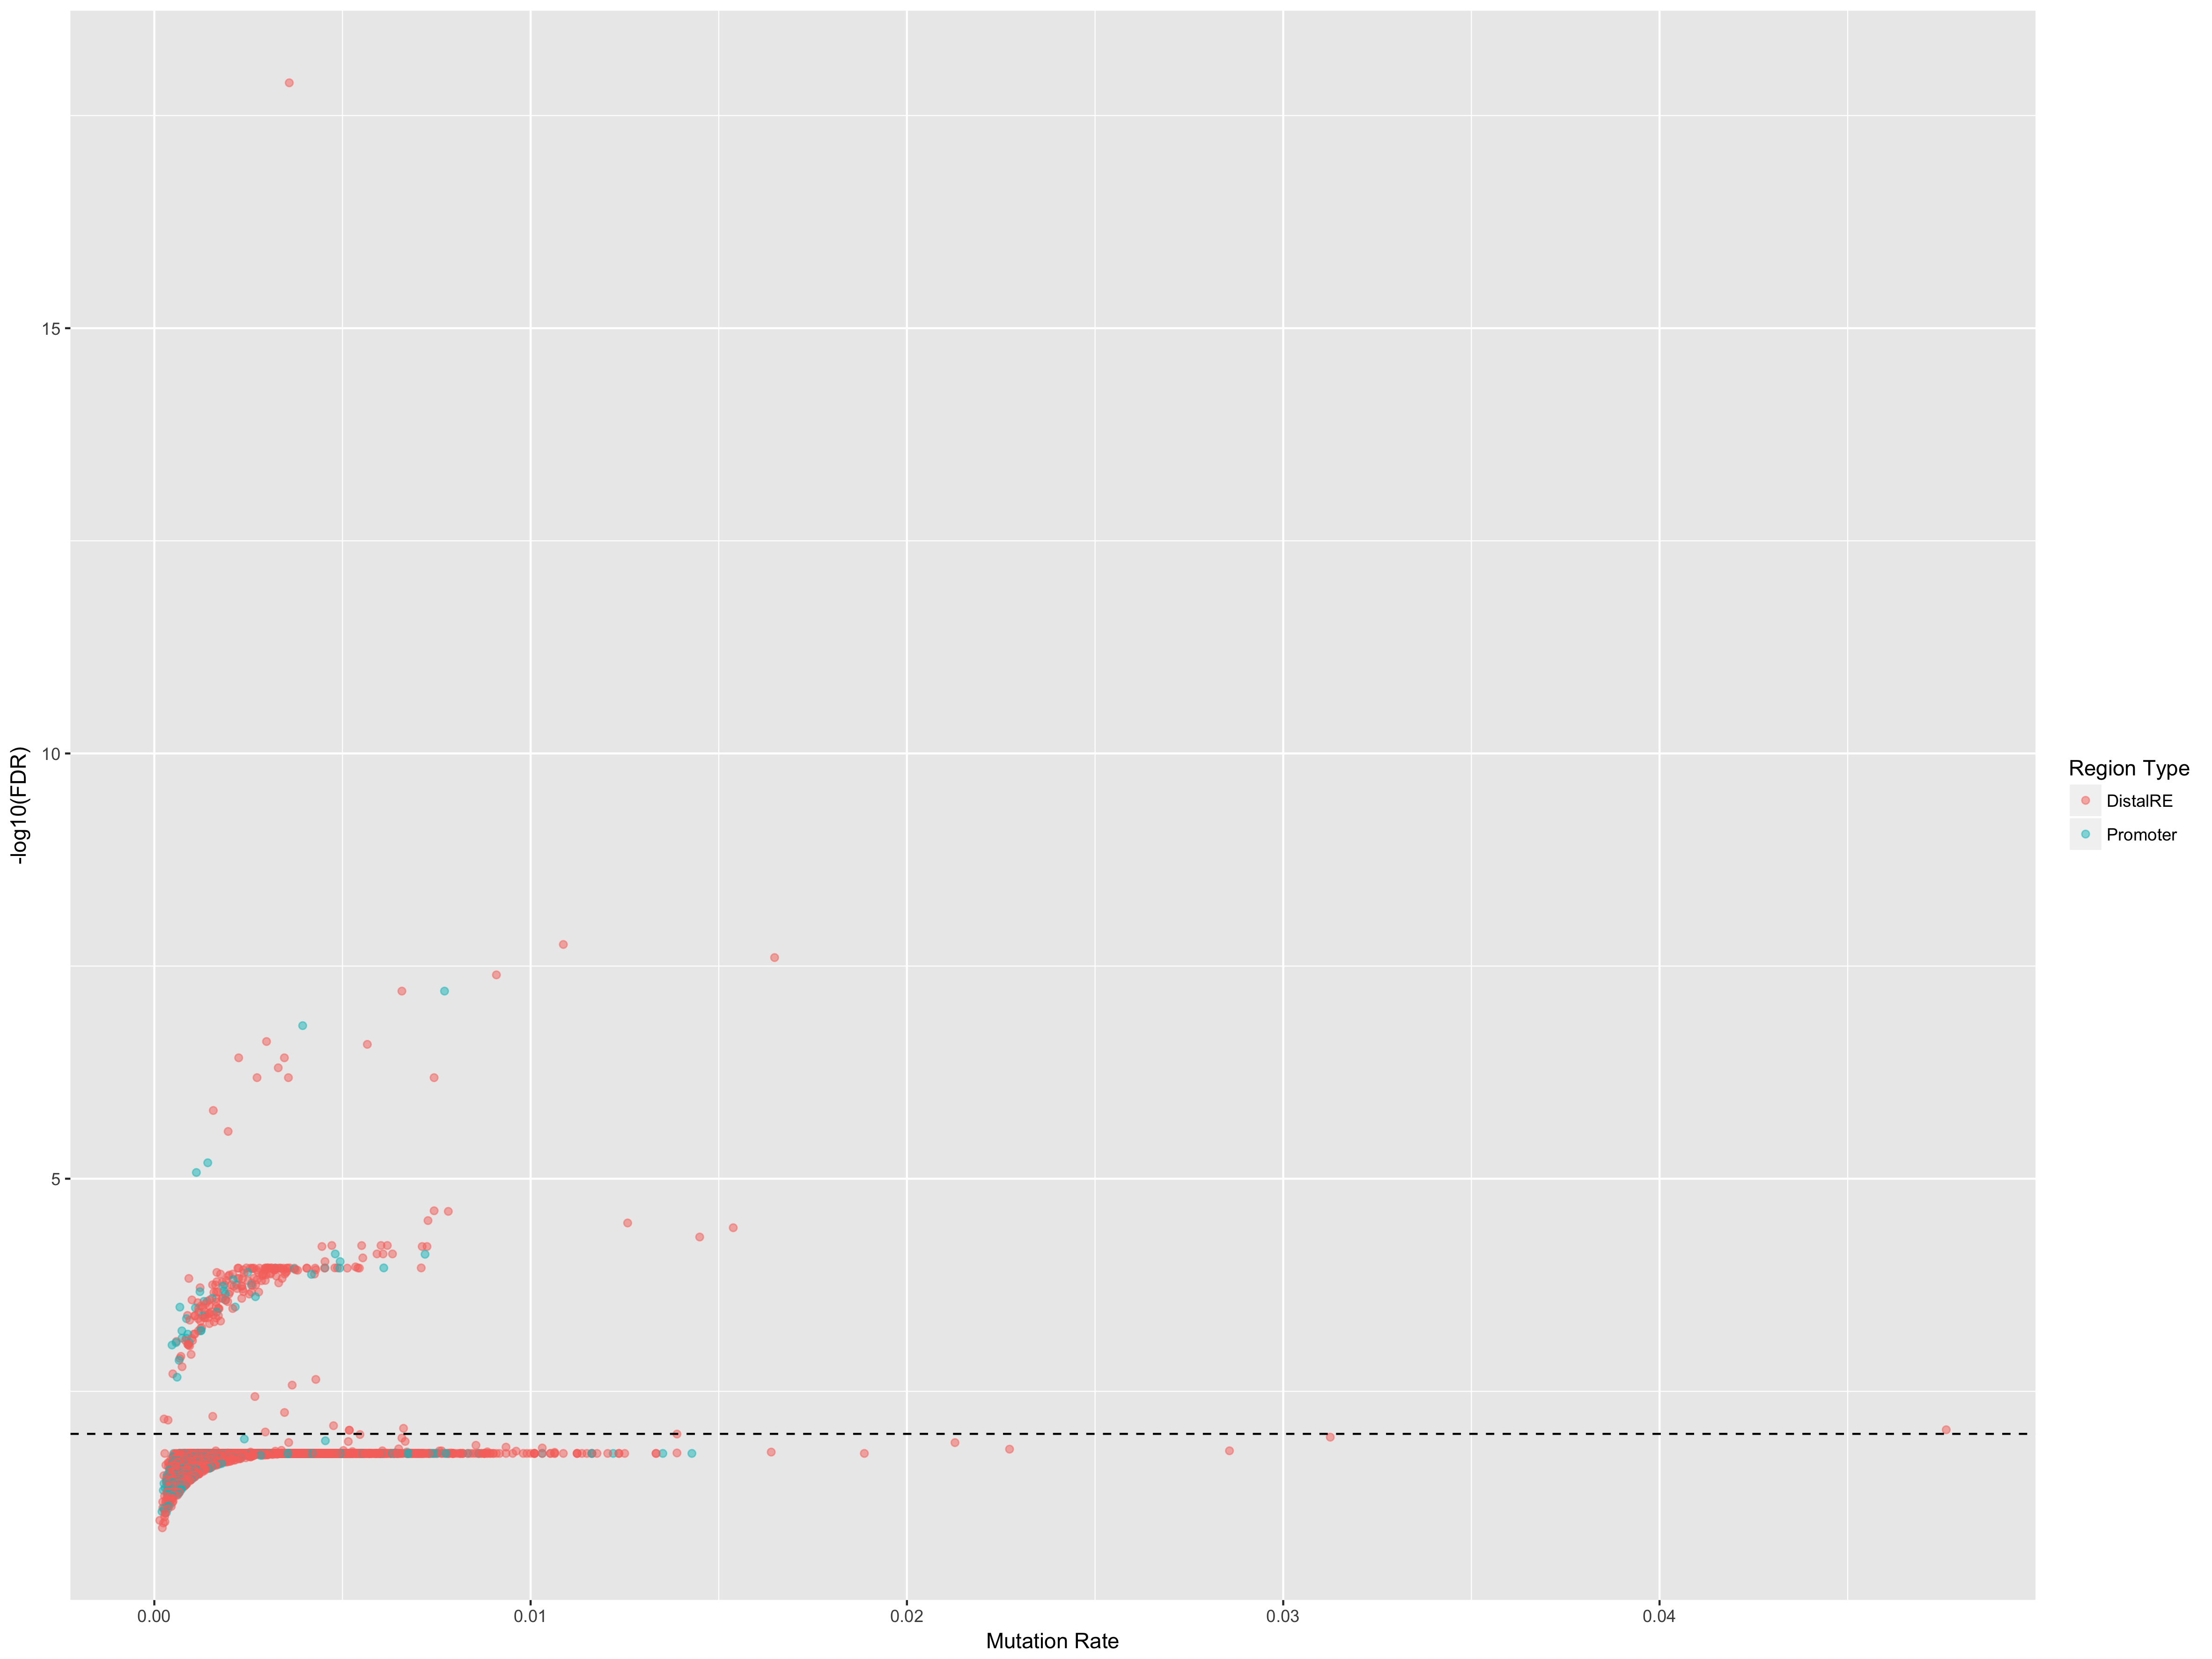 15
10
5
-log10(FDR)
0.00
0.01
0.02
0.03
0.04
Mutation Rate
Region Type
DistalRE
Promoter